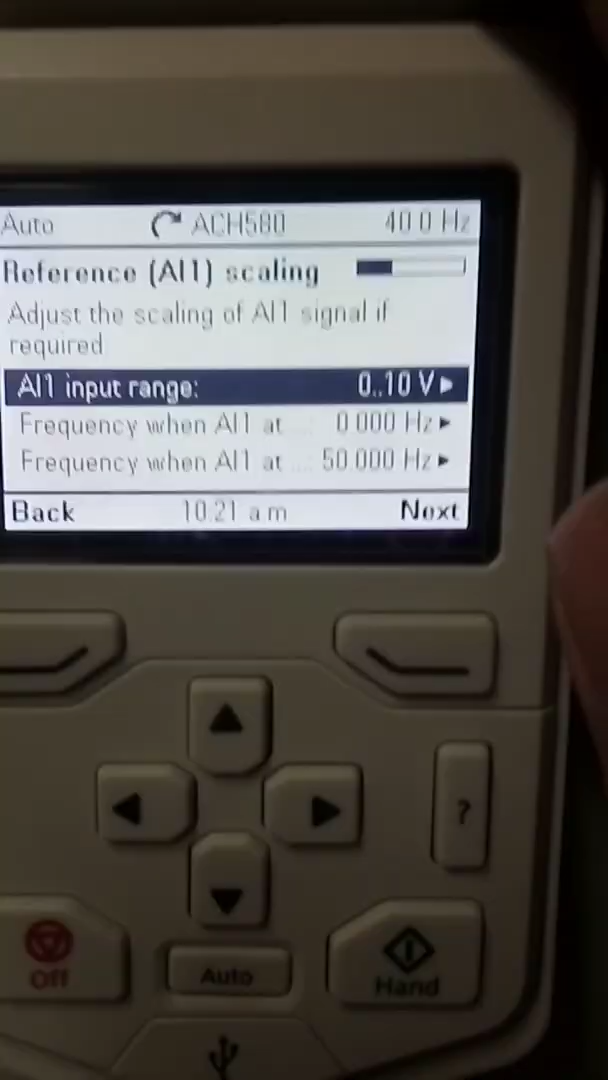 Auto ACH580 40.0 Hz
Reference (AI1) scaling
Adjust the scaling of AI1 signal if
required
AI1 input range: 0..10 V
Frequency when AI1 at ... 0.000 Hz
Frequency when AI1 at ... 50.000 Hz
Back 10:21 a.m. Next
?
Off Auto Hand